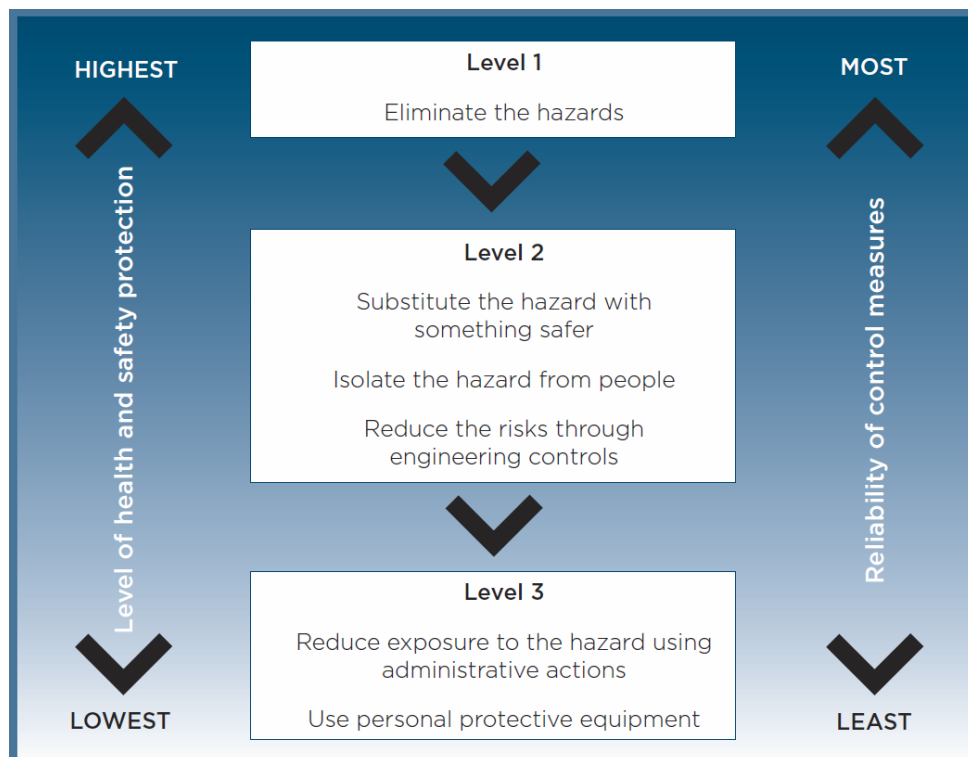 HIGHEST
Level of health and safety protection
LOWEST
Level 1
Eliminate the hazards
Level 2
Substitute the hazard with
something safer
Isolate the hazard from people
Reduce the risks through
engineering controls
Level 3
Reduce exposure to the hazard using
administrative actions
Use personal protective equipment
MOST
Reliability of control measures
LEAST